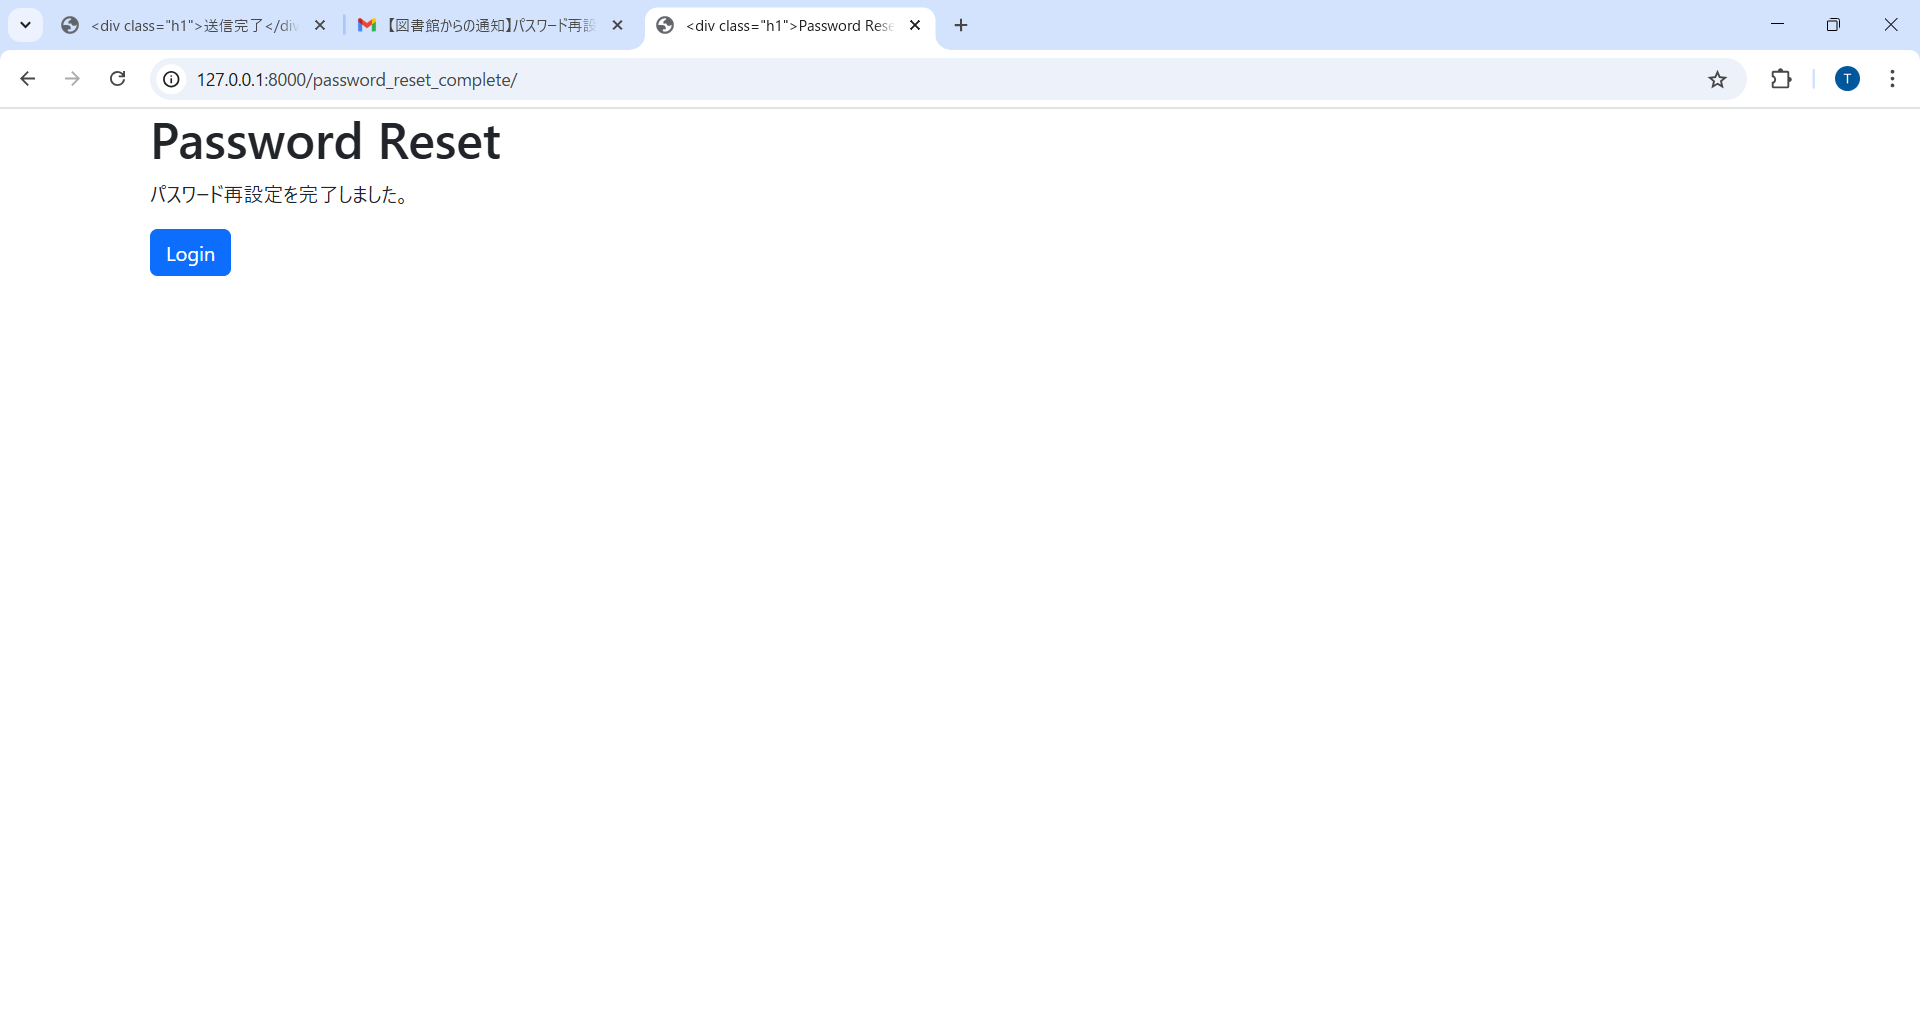 <div class="h1">送信完了</div
【図書館からの通知】パスワード再設
<div class="h1">Password Rese
127.0.0.1:8000/password_reset_complete/
T
Password Reset
パスワード再設定を完了しました。
Login